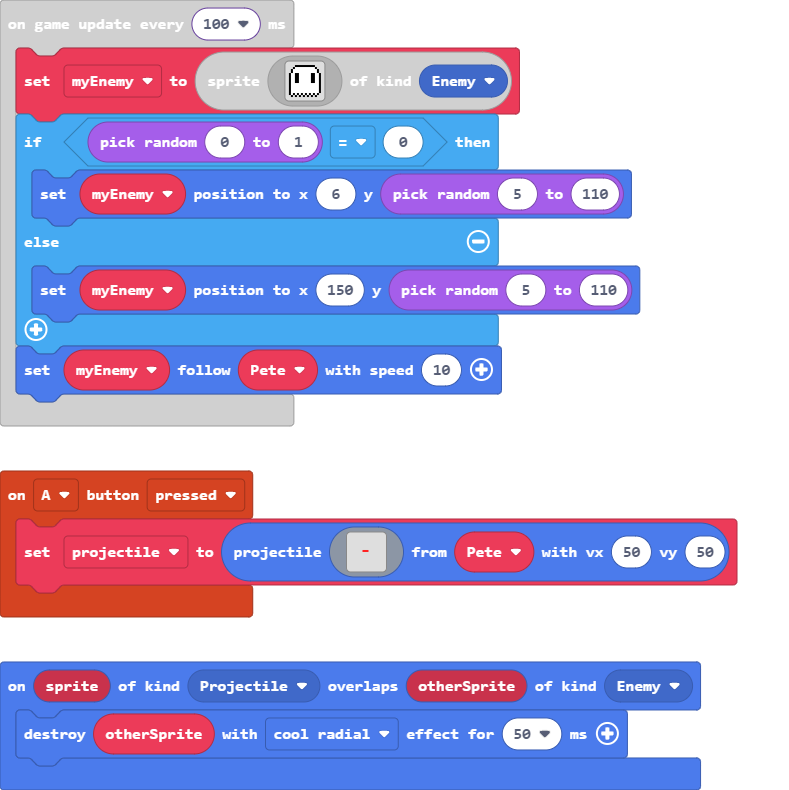 on game update every 100 ms
set myEnemy to sprite of kind Enemy
if pick random 0 to 1 = 0 then
set myEnemy position to x 6 y pick random 5 to 110
else
set myEnemy position to x 150 y pick random 5 to 110
set myEnemy follow Pete with speed 10
on A button pressed
set projectile to projectile from Pete with vx 50 vy 50
on sprite of kind Projectile overlaps otherSprite of kind Enemy
destroy otherSprite with cool radial effect for 50 ms